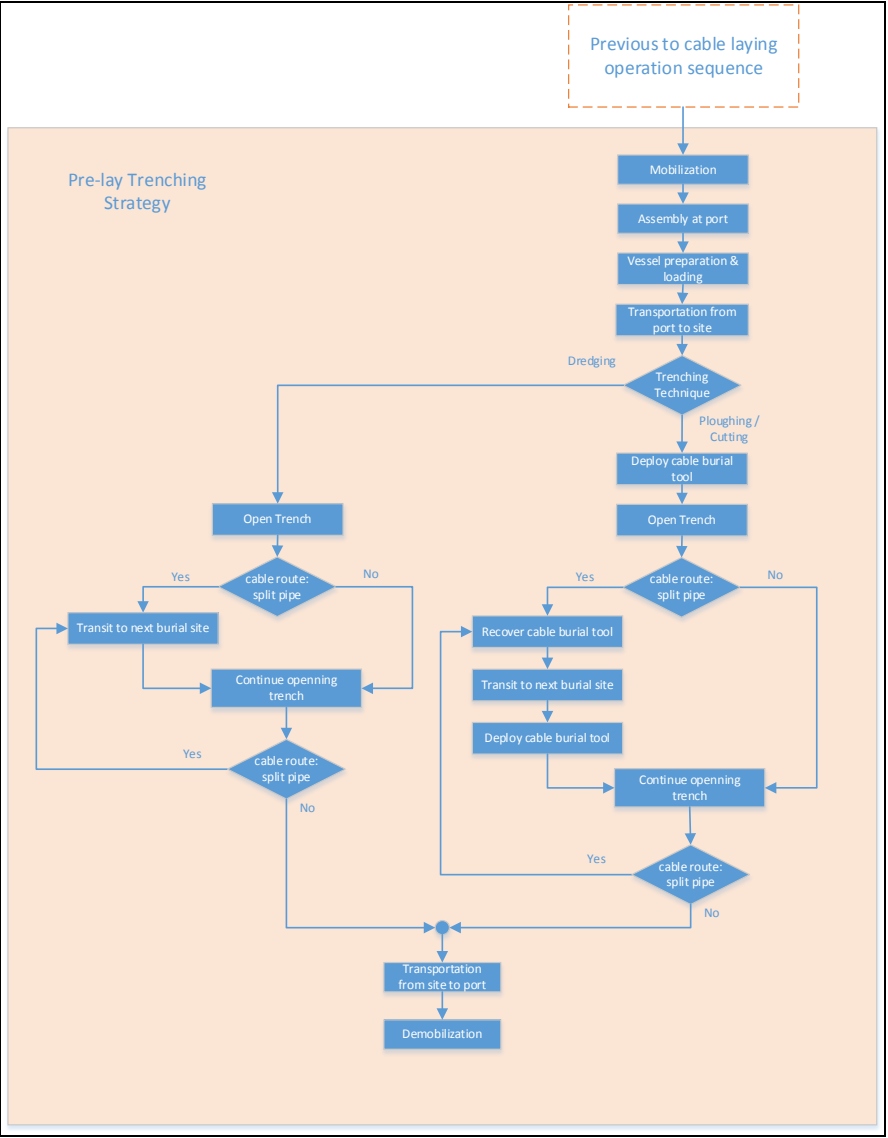 Previous to cable laying
operation sequence
Pre-lay Trenching
Strategy
Mobilization
Assembly at port
Vessel preparation &
loading
Transportation from
port to site
Dredging
Trenching
Technique
Ploughing /
Cutting
Deploy cable burial
tool
Open Trench
Open Trench
cable route:
split pipe
Yes
No
cable route:
split pipe
Yes
No
Transit to next burial site
Recover cable burial tool
Continue openning
trench
Transit to next burial site
Deploy cable burial tool
cable route:
split pipe
Yes
No
Continue openning
trench
cable route:
split pipe
Yes
No
Transportation
from site to port
Demobilization